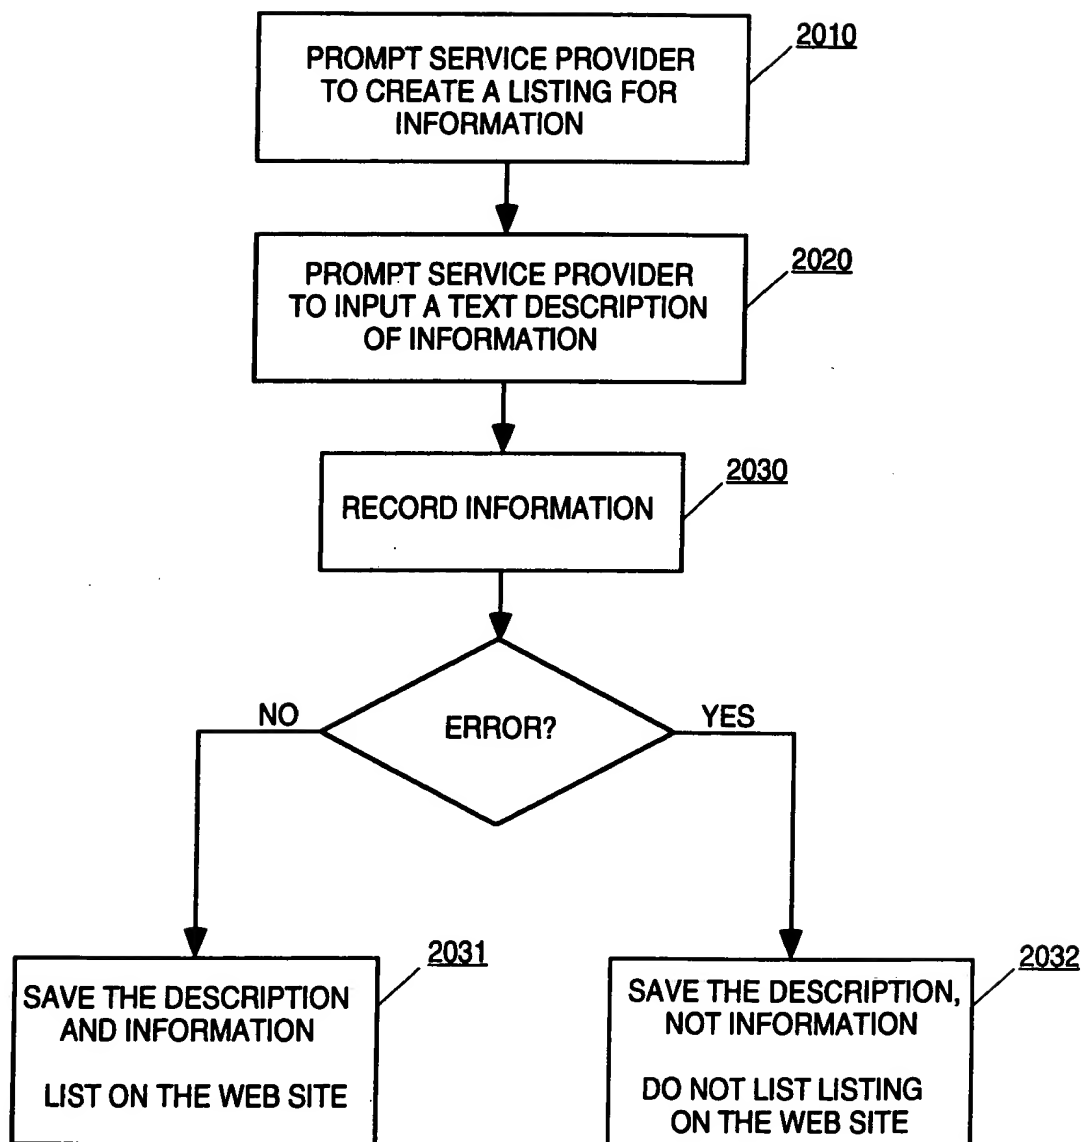 PROMPT SERVICE PROVIDER
TO CREATE A LISTING FOR
INFORMATION
2010
PROMPT SERVICE PROVIDER
TO INPUT A TEXT DESCRIPTION
OF INFORMATION
2020
RECORD INFORMATION
2030
ERROR?
NO
YES
SAVE THE DESCRIPTION
AND INFORMATION
LIST ON THE WEB SITE
2031
SAVE THE DESCRIPTION,
NOT INFORMATION
DO NOT LIST LISTING
ON THE WEB SITE
2032